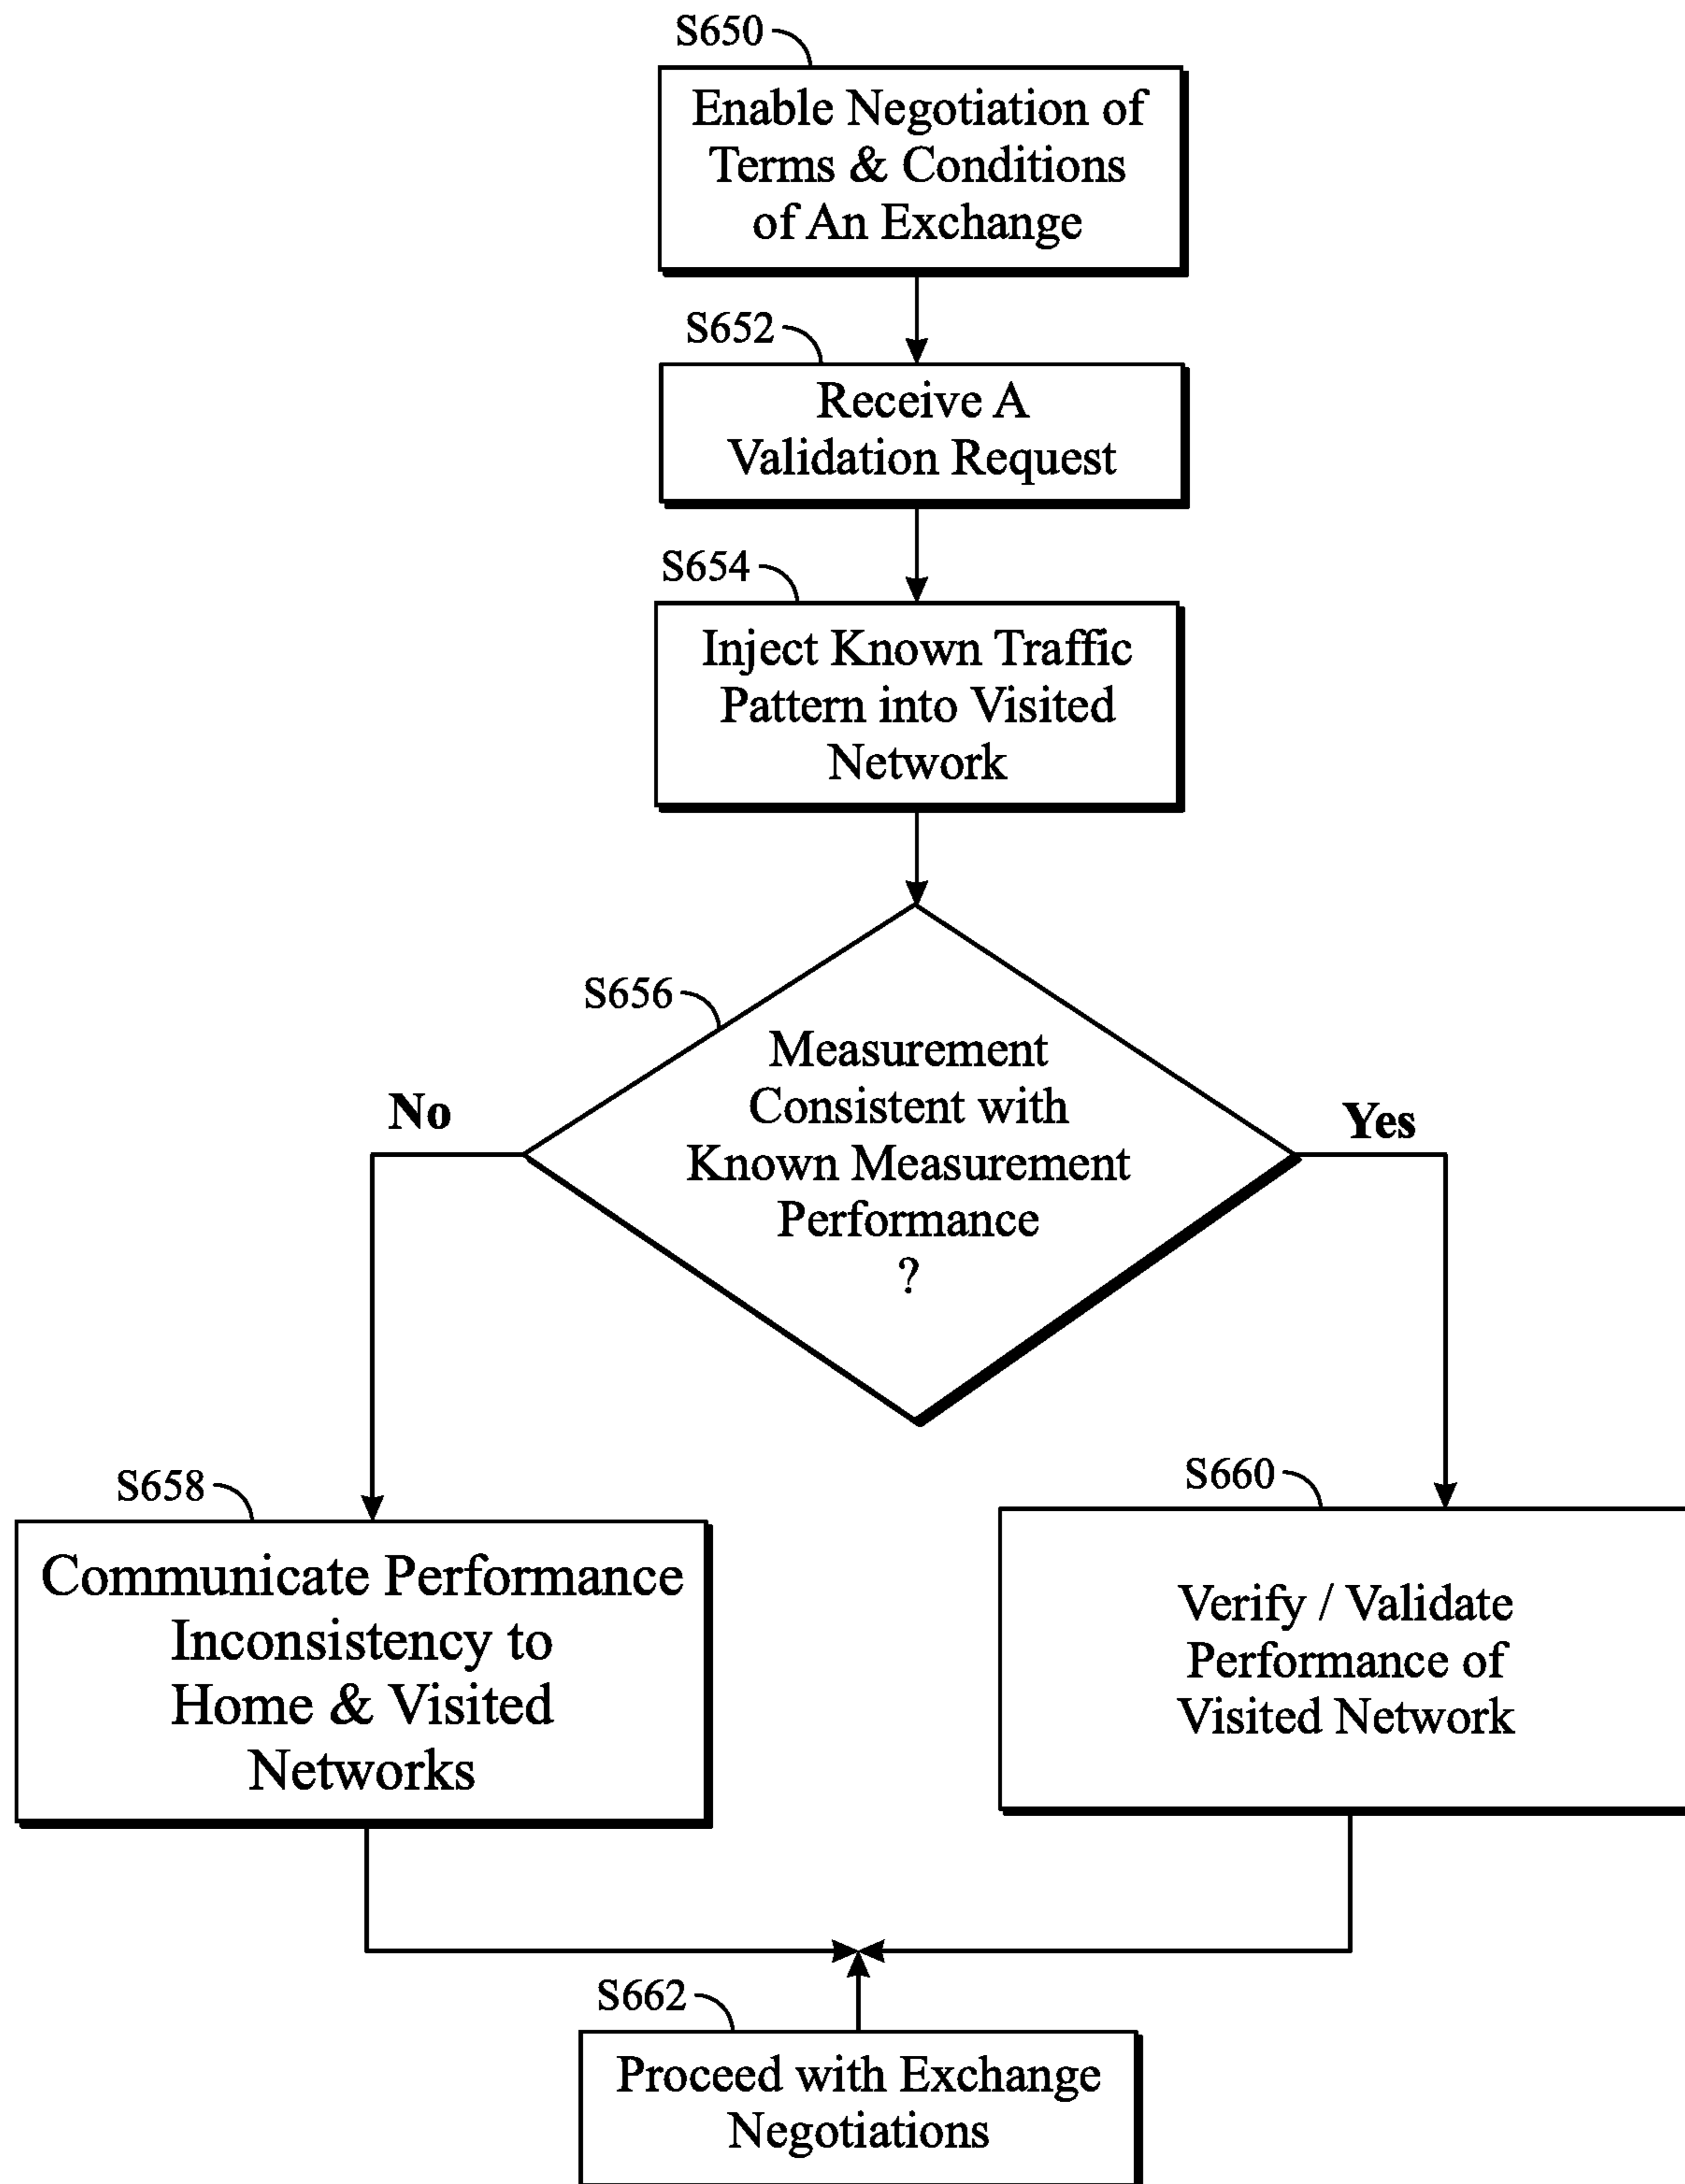 S650
Enable Negotiation of
Terms & Conditions
of An Exchange
S652
Receive A
Validation Request
S654
Inject Known Traffic
Pattern into Visited
Network
S656
Measurement
Consistent with
Known Measurement
Performance
?
No
Yes
S658
Communicate Performance
Inconsistency to
Home & Visited
Networks
S660
Verify / Validate
Performance of
Visited Network
S662
Proceed with Exchange
Negotiations